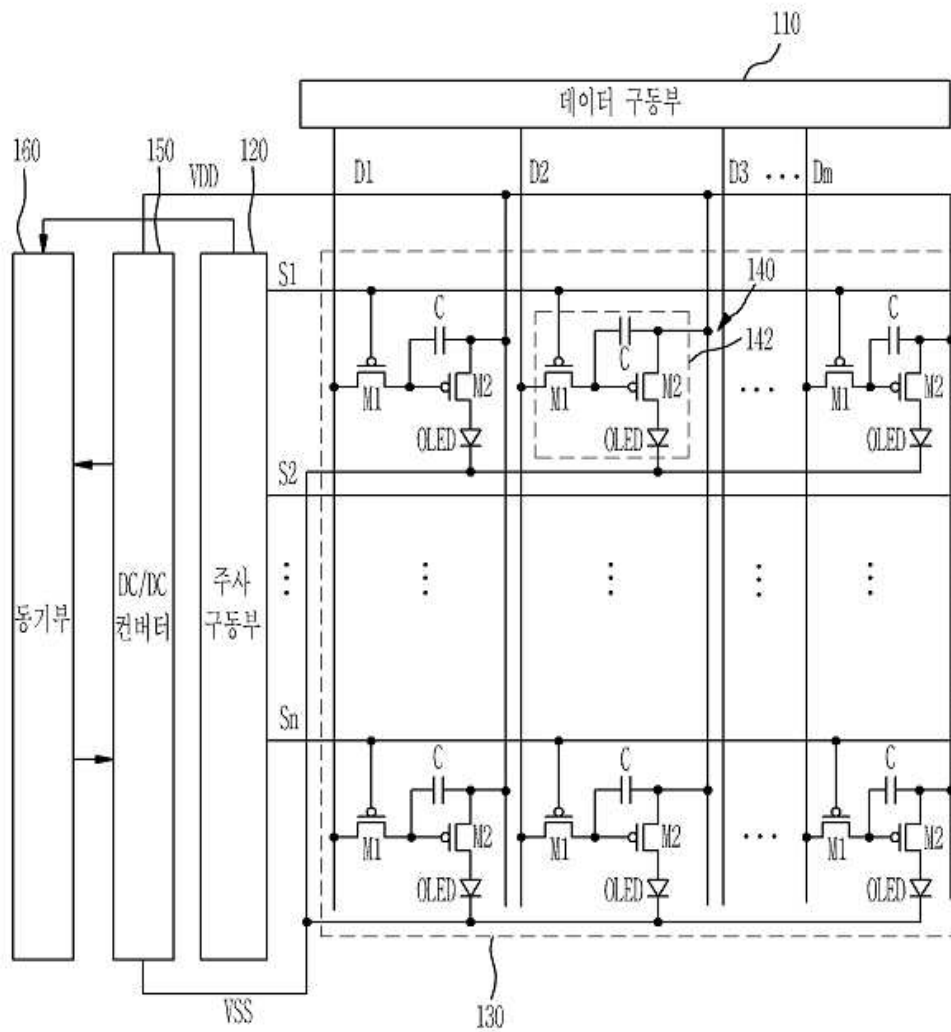 110
데이터 구동부
160
150
120
VDD
D1
D2
D3
...
Dm
S1
C
M1
M2
OLED
C
M1
M2
OLED
140
142
...
C
M1
M2
OLED
S2
동기부
DC/DC
컨버터
주사
구동부
Sn
C
M1
M2
OLED
C
M1
M2
OLED
...
C
M1
M2
OLED
VSS
130